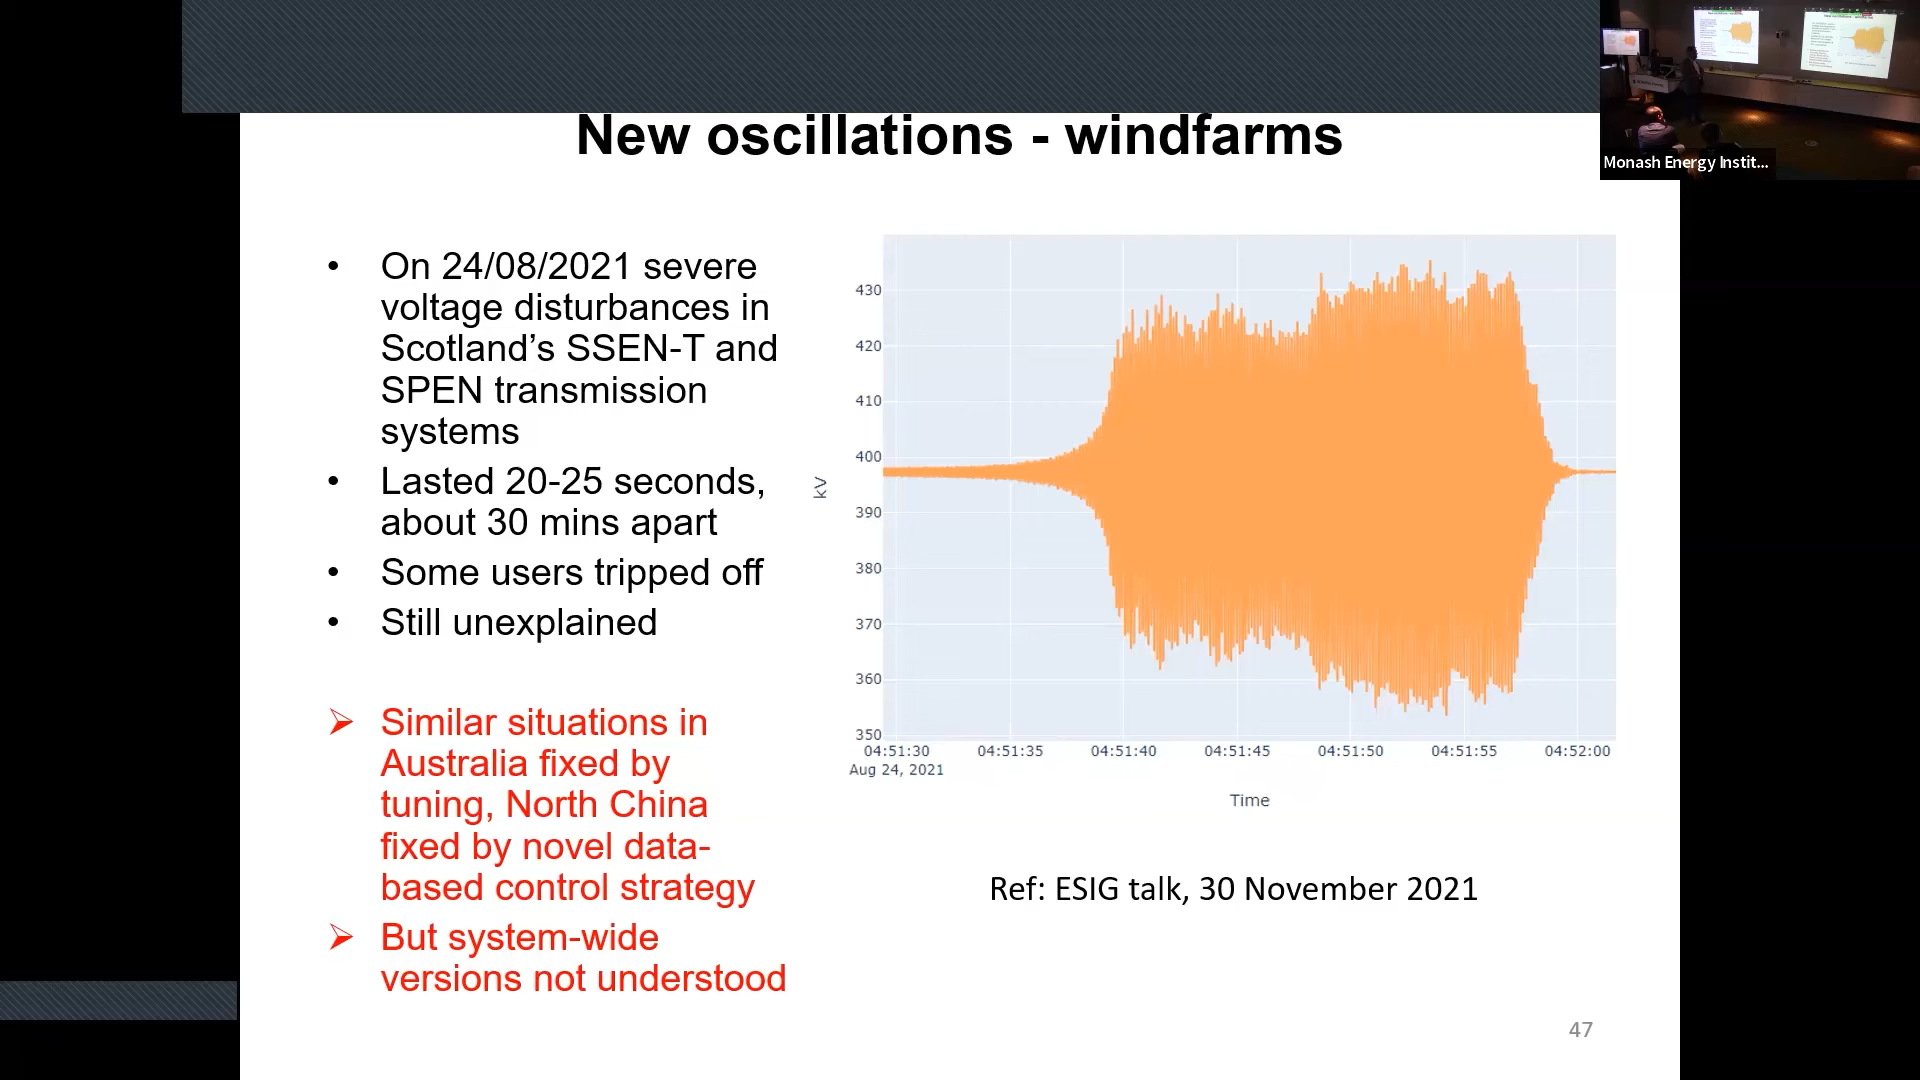 New oscillations - windfarms
Monash Energy Instit...
• On 24/08/2021 severe
voltage disturbances in
Scotland’s SSEN-T and
SPEN transmission
systems
• Lasted 20-25 seconds,
about 30 mins apart
• Some users tripped off
• Still unexplained
➢ Similar situations in
Australia fixed by
tuning, North China
fixed by novel data-
based control strategy
➢ But system-wide
versions not understood
430
420
410
400
390
380
370
360
350
kV
04:51:30 04:51:35 04:51:40 04:51:45 04:51:50 04:51:55 04:52:00
Aug 24, 2021
Time
Ref: ESIG talk, 30 November 2021
47